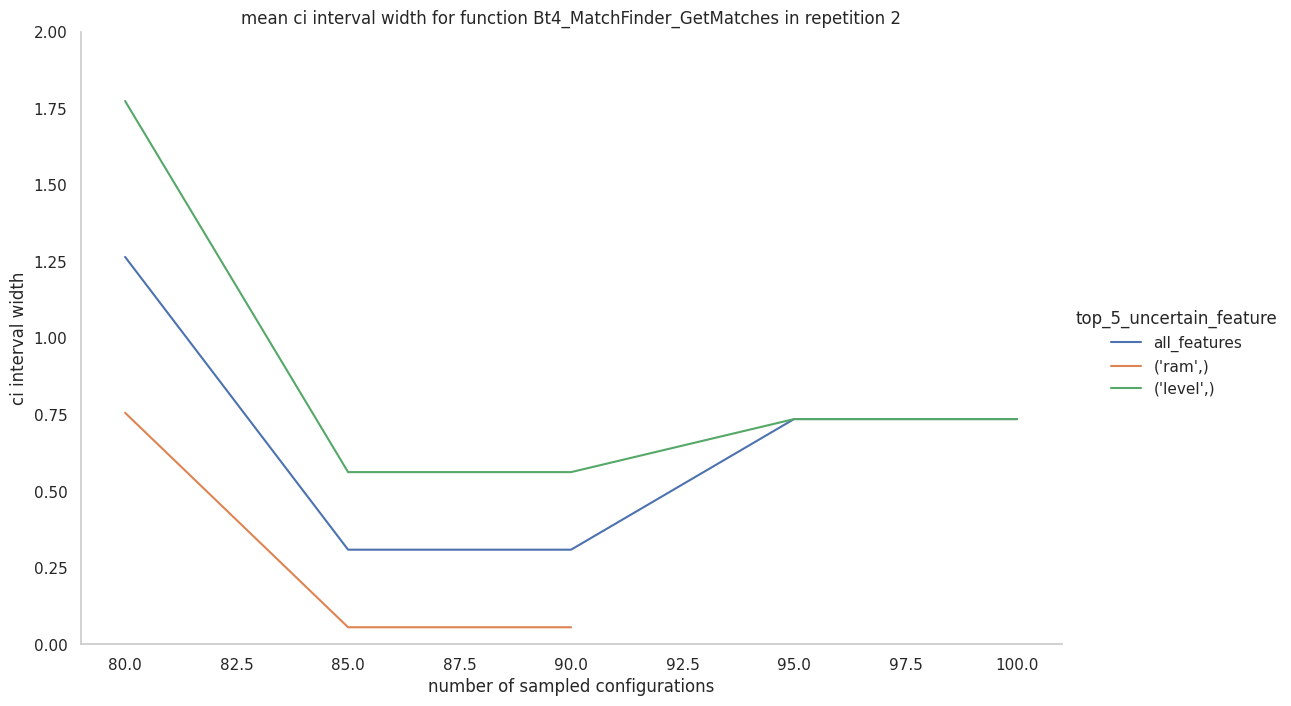 mean ci interval width for function Bt4_MatchFinder_GetMatches in repetition 2
2.00
1.75
1.50
1.25
1.00
0.75
0.50
0.25
0.00
ci interval width
80.0 82.5 85.0 87.5 90.0 92.5 95.0 97.5 100.0
number of sampled configurations
top_5_uncertain_feature
all_features
('ram',)
('level',)